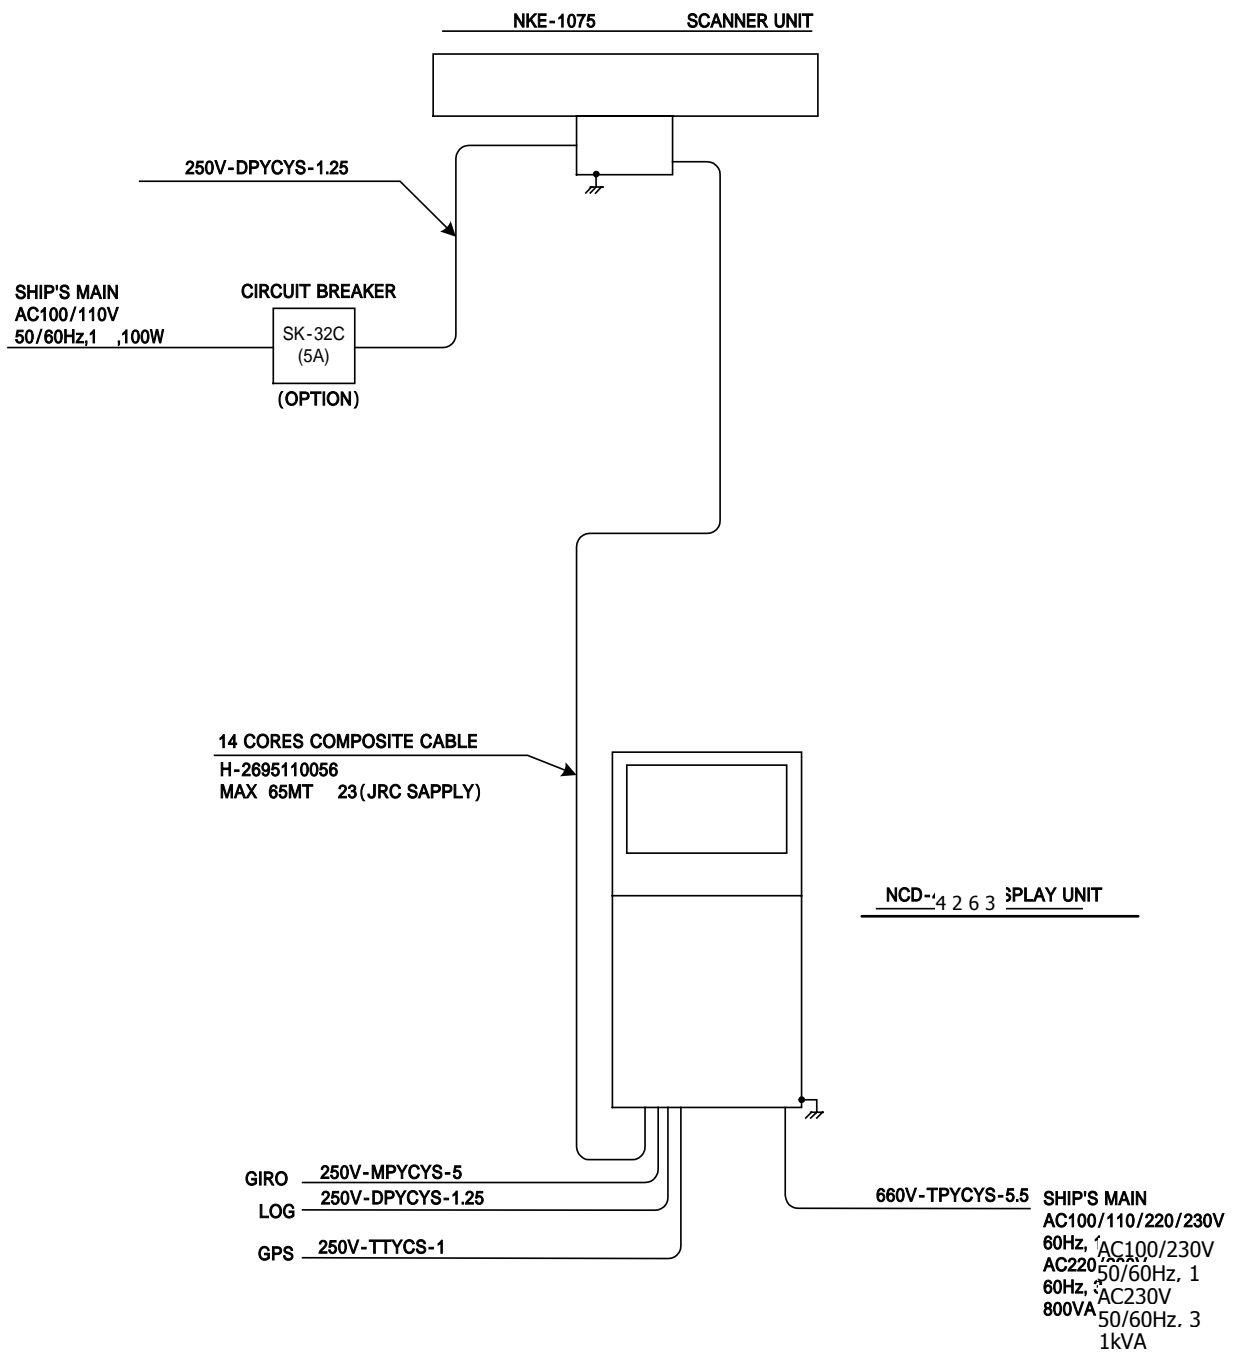 NKE-1075 SCANNER UNIT
250V-DPYCYS-1.25
SHIP'S MAIN
AC100/110V
50/60Hz,1 ,100W
CIRCUIT BREAKER
SK-32C
(5A)
(OPTION)
14 CORES COMPOSITE CABLE
H-2695110056
MAX 65MT 23(JRC SAPPLY)
NCD-4263 SPLAY UNIT
GIRO 250V-MPYCYS-5
LOG 250V-DPYCYS-1.25
GPS 250V-TTYCS-1
660V-TPYCYS-5.5
SHIP'S MAIN
AC100/110/220/230V
60Hz, 1
AC100/230V
AC220
50/60Hz, 1
60Hz, 3
AC230V
800VA
50/60Hz, 3
1kVA